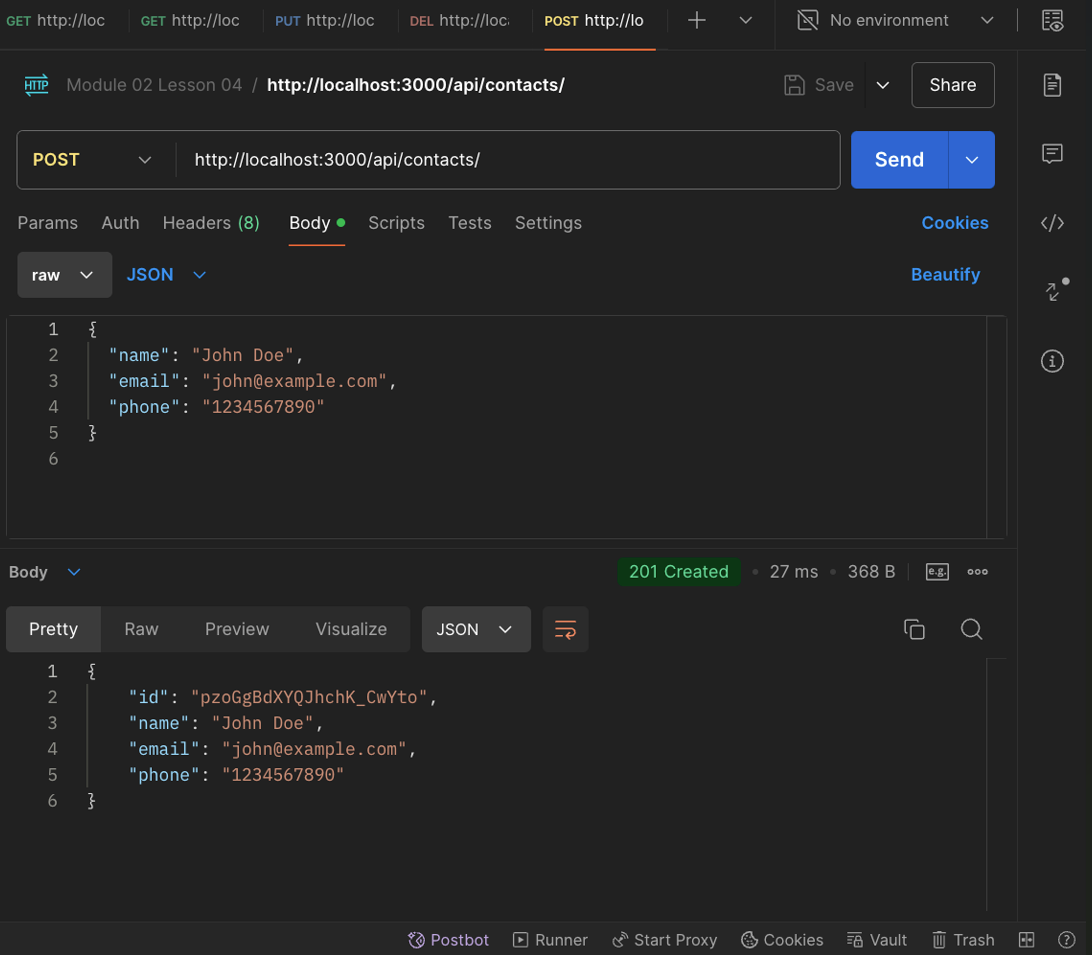 GET http://loc GET http://loc PUT http://loc DEL http://loc POST http://lo No environment
HTTP Module 02 Lesson 04 / http://localhost:3000/api/contacts/ Save Share
POST http://localhost:3000/api/contacts/ Send
Params Auth Headers (8) Body Scripts Tests Settings Cookies
raw JSON Beautify
1 {
2 "name": "John Doe",
3 "email": "john@example.com",
4 "phone": "1234567890"
5 }
6
Body 201 Created • 27 ms • 368 B e.g.
Pretty Raw Preview Visualize JSON
1 {
2 "id": "pzoGgBdXYQJhchK_CwYto",
3 "name": "John Doe",
4 "email": "john@example.com",
5 "phone": "1234567890"
6 }
Postbot Runner Start Proxy Cookies Vault Trash